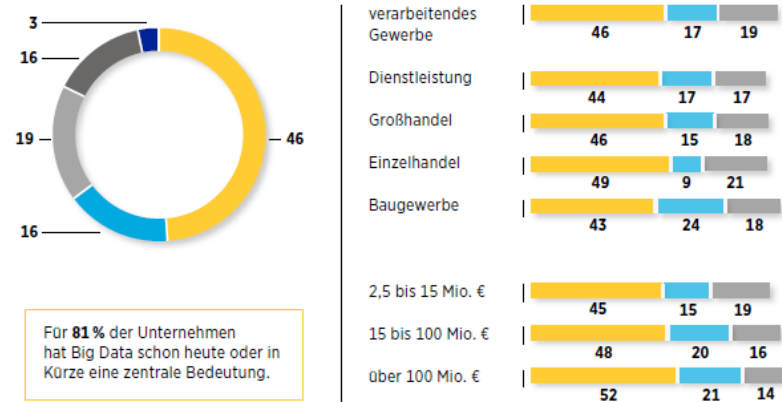 3
16
19
46
16
Für 81 % der Unternehmen
hat Big Data schon heute oder in
Kürze eine zentrale Bedeutung.
verarbeitendes
Gewerbe
46 17 19
Dienstleistung
44 17 17
Großhandel
46 15 18
Einzelhandel
49 9 21
Baugewerbe
43 24 18
2,5 bis 15 Mio. €
45 15 19
15 bis 100 Mio. €
48 20 16
über 100 Mio. €
52 21 14